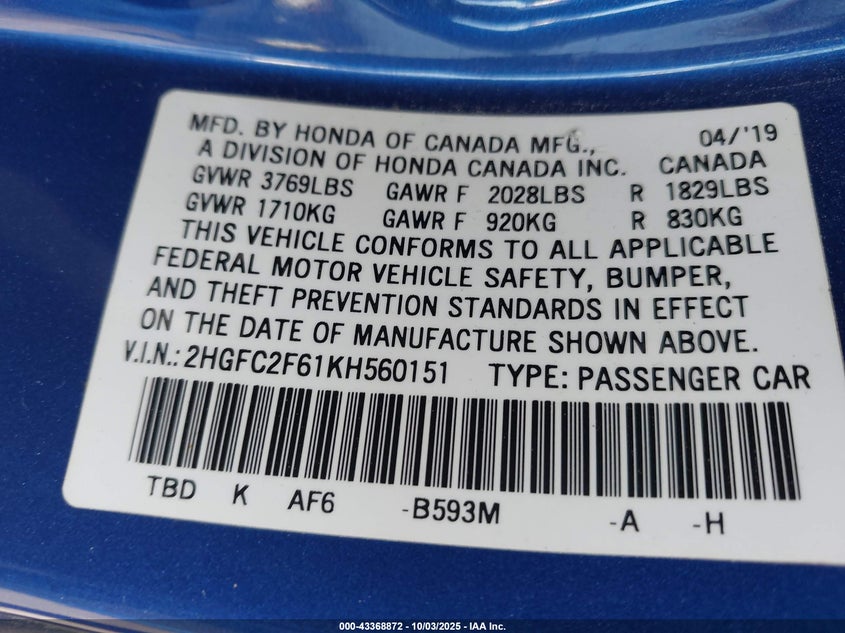 MFD. BY HONDA OF CANADA MFG., 04/'19
A DIVISION OF HONDA CANADA INC. CANADA
GVWR 3769LBS GAWR F 2028LBS R 1829LBS
GVWR 1710KG GAWR F 920KG R 830KG
THIS VEHICLE CONFORMS TO ALL APPLICABLE
FEDERAL MOTOR VEHICLE SAFETY, BUMPER,
AND THEFT PREVENTION STANDARDS IN EFFECT
ON THE DATE OF MANUFACTURE SHOWN ABOVE.
V.I.N.: 2HGFC2F61KH560151 TYPE: PASSENGER CAR
TBD K AF6 -B593M -A -H
000-43368872 - 10/03/2025 - IAA Inc.